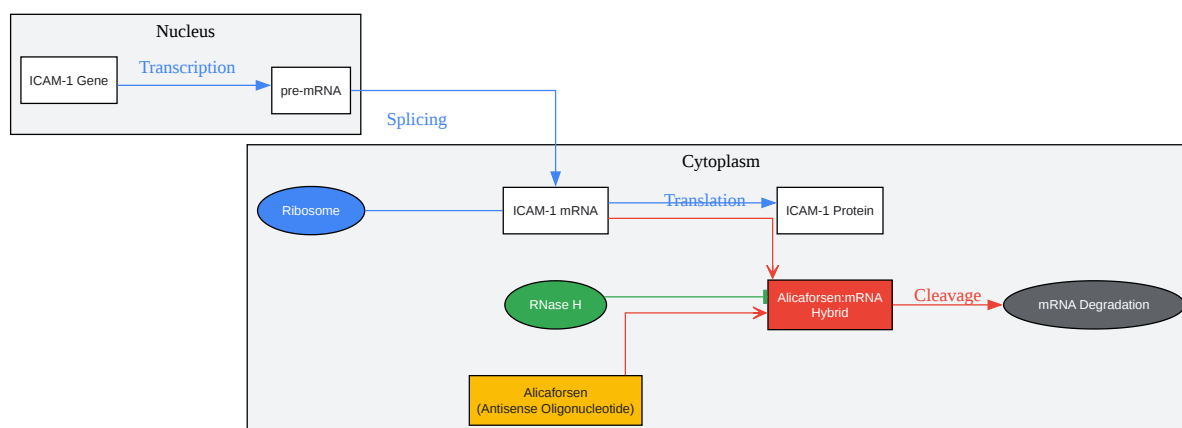 Nucleus
ICAM-1 Gene
Transcription
pre-mRNA
Splicing
Cytoplasm
Ribosome
ICAM-1 mRNA
Translation
ICAM-1 Protein
RNase H
Alicaforsen:mRNA
Hybrid
Cleavage
mRNA Degradation
Alicaforsen
(Antisense Oligonucleotide)